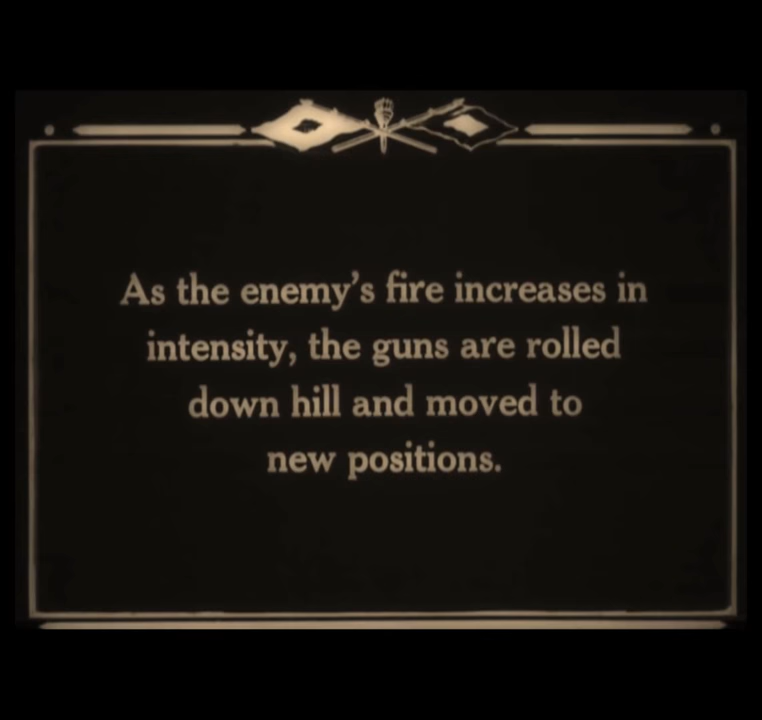 As the enemy’s fire increases in
intensity, the guns are rolled
down hill and moved to
new positions.